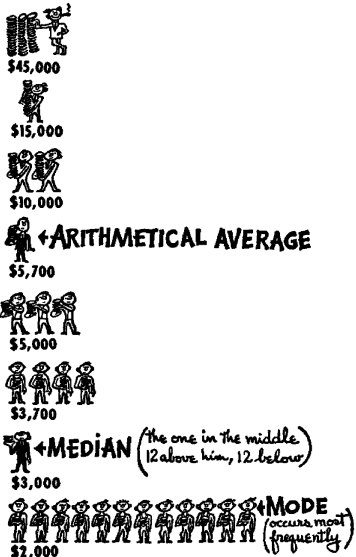 $45,000
$15,000
$10,000
←ARITHMETICAL AVERAGE
$5,700
$5,000
$3,700
←MEDIAN (the one in the middle
12 above him, 12 below)
$3,000
←MODE
(occurs most
frequently)
$2,000